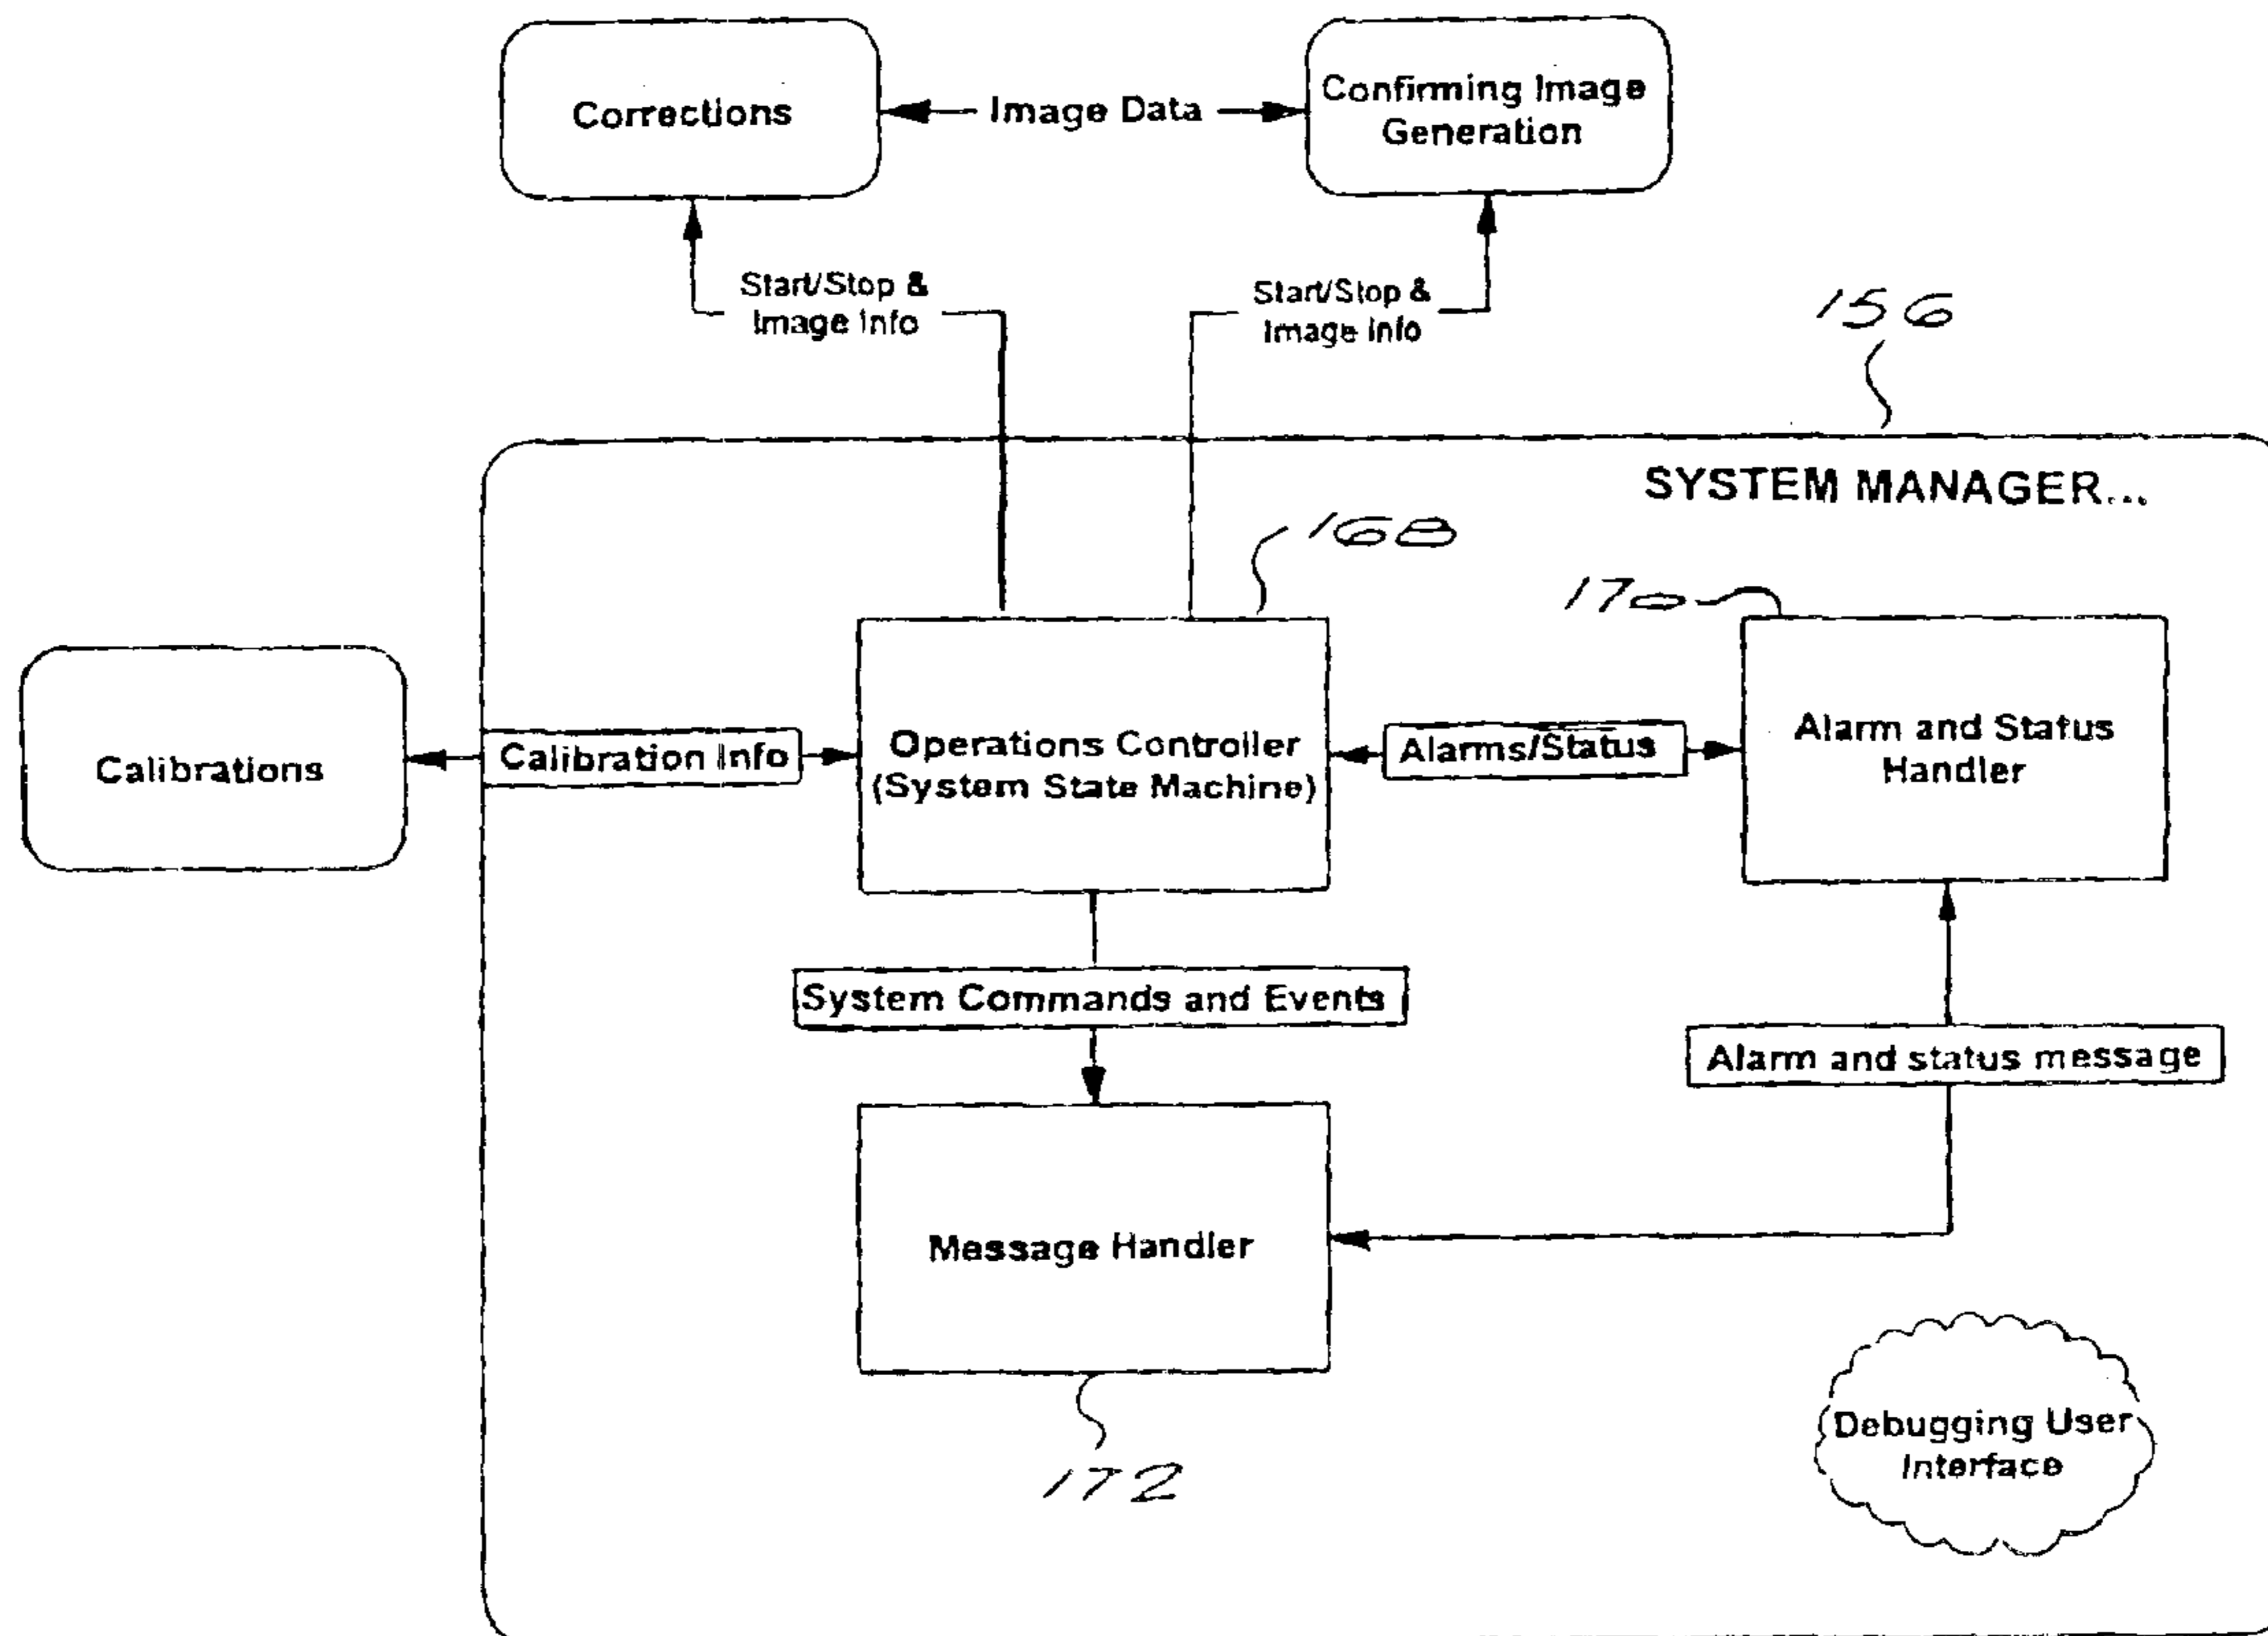 Corrections
Image Data
Confirming Image
Generation
Start/Stop &
Image Info
Start/Stop &
Image Info
156
SYSTEM MANAGER...
168
170
Calibrations
Calibration Info
Operations Controller
(System State Machine)
Alarms/Status
Alarm and Status
Handler
System Commands and Events
Alarm and status message
Message Handler
172
Debugging User
Interface